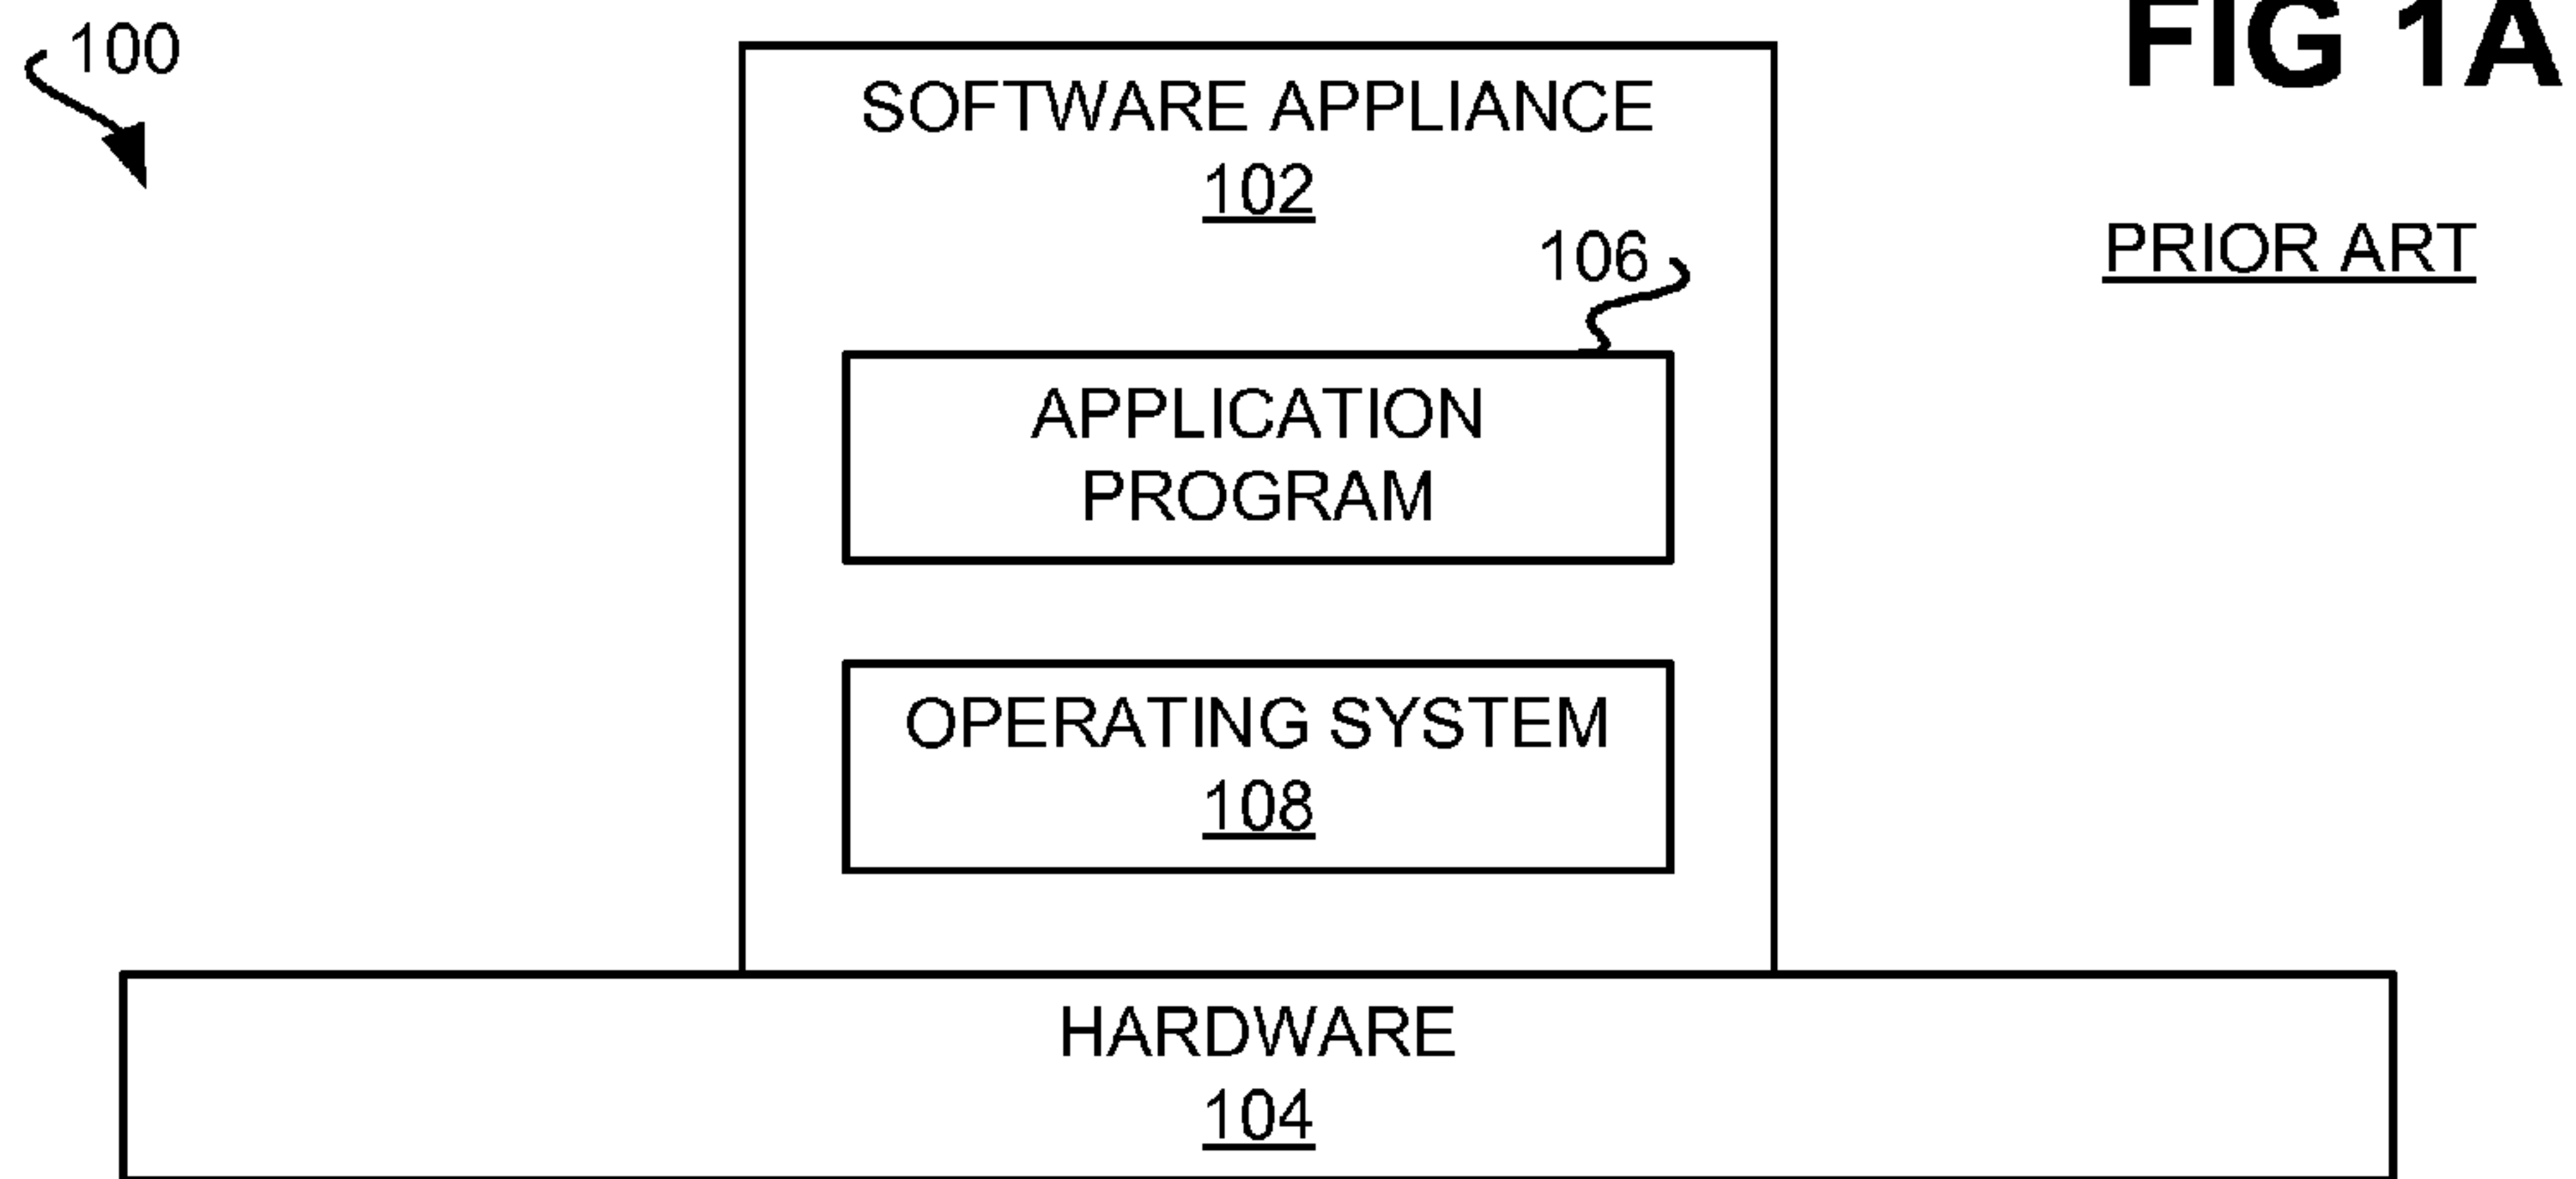 100
FIG 1A
SOFTWARE APPLIANCE
102
PRIOR ART
106
APPLICATION
PROGRAM
OPERATING SYSTEM
108
HARDWARE
104